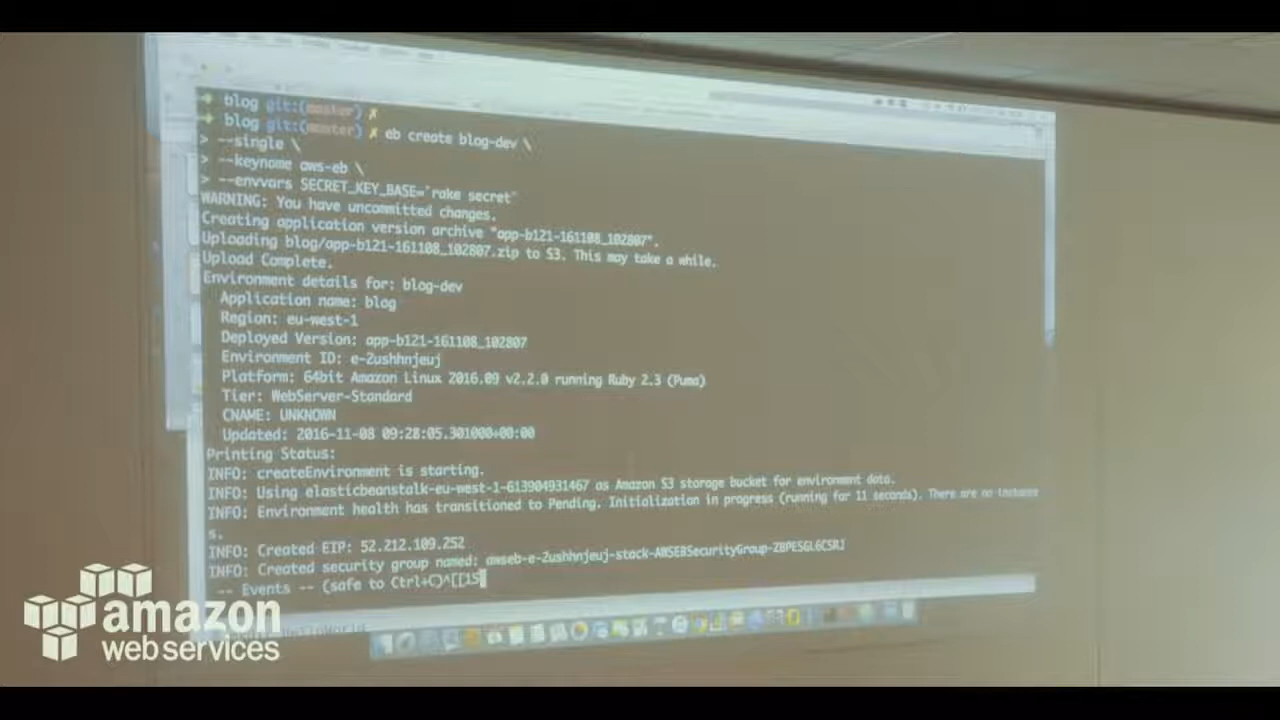 ➜ blog git:(master) ✗
➜ blog git:(master) ✗ eb create blog-dev \
> --single \
> --keyname aws-eb \
> --envvars SECRET_KEY_BASE=`rake secret`
WARNING: You have uncommitted changes.
Creating application version archive "app-b121-161108_102807".
Uploading blog/app-b121-161108_102807.zip to S3. This may take a while.
Upload Complete.
Environment details for: blog-dev
Application name: blog
Region: eu-west-1
Deployed Version: app-b121-161108_102807
Environment ID: e-2ushhnjeuj
Platform: 64bit Amazon Linux 2016.09 v2.2.0 running Ruby 2.3 (Puma)
Tier: WebServer-Standard
CNAME: UNKNOWN
Updated: 2016-11-08 09:28:05.301000+00:00
Printing Status:
INFO: createEnvironment is starting.
INFO: Using elasticbeanstalk-eu-west-1-613904931467 as Amazon S3 storage bucket for environment data.
INFO: Environment health has transitioned to Pending. Initialization in progress (running for 11 seconds). There are no instance
s.
INFO: Created EIP: 52.212.109.252
INFO: Created security group named: awseb-e-2ushhnjeuj-stack-AWSEBSecurityGroup-ZBPESGL6C5RJ
-- Events -- (safe to Ctrl+C)^[[15
amazon
web services